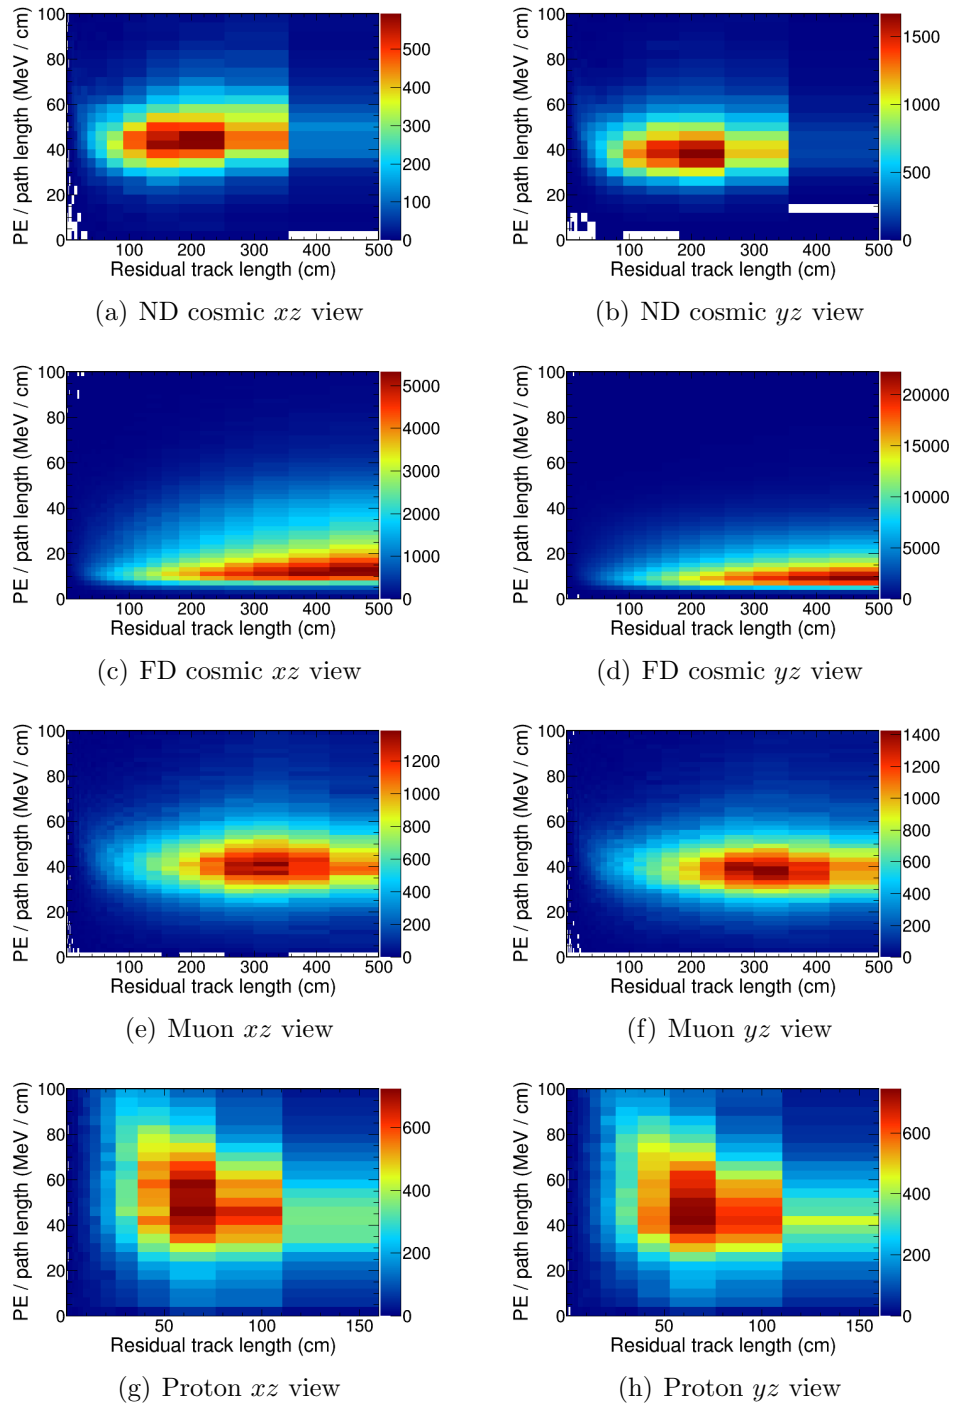 PE / path length (MeV / cm)
100
80
60
40
20
0
100 200 300 400 500
Residual track length (cm)
500
400
300
200
100
0
(a) ND cosmic xz view
PE / path length (MeV / cm)
100
80
60
40
20
0
100 200 300 400 500
Residual track length (cm)
1500
1000
500
0
(b) ND cosmic yz view
PE / path length (MeV / cm)
100
80
60
40
20
0
100 200 300 400 500
Residual track length (cm)
5000
4000
3000
2000
1000
0
(c) FD cosmic xz view
PE / path length (MeV / cm)
100
80
60
40
20
0
100 200 300 400 500
Residual track length (cm)
20000
15000
10000
5000
0
(d) FD cosmic yz view
PE / path length (MeV / cm)
100
80
60
40
20
0
100 200 300 400 500
Residual track length (cm)
1200
1000
800
600
400
200
0
(e) Muon xz view
PE / path length (MeV / cm)
100
80
60
40
20
0
100 200 300 400 500
Residual track length (cm)
1400
1200
1000
800
600
400
200
0
(f) Muon yz view
PE / path length (MeV / cm)
100
80
60
40
20
0
50 100 150
Residual track length (cm)
600
400
200
0
(g) Proton xz view
PE / path length (MeV / cm)
100
80
60
40
20
0
50 100 150
Residual track length (cm)
600
400
200
0
(h) Proton yz view